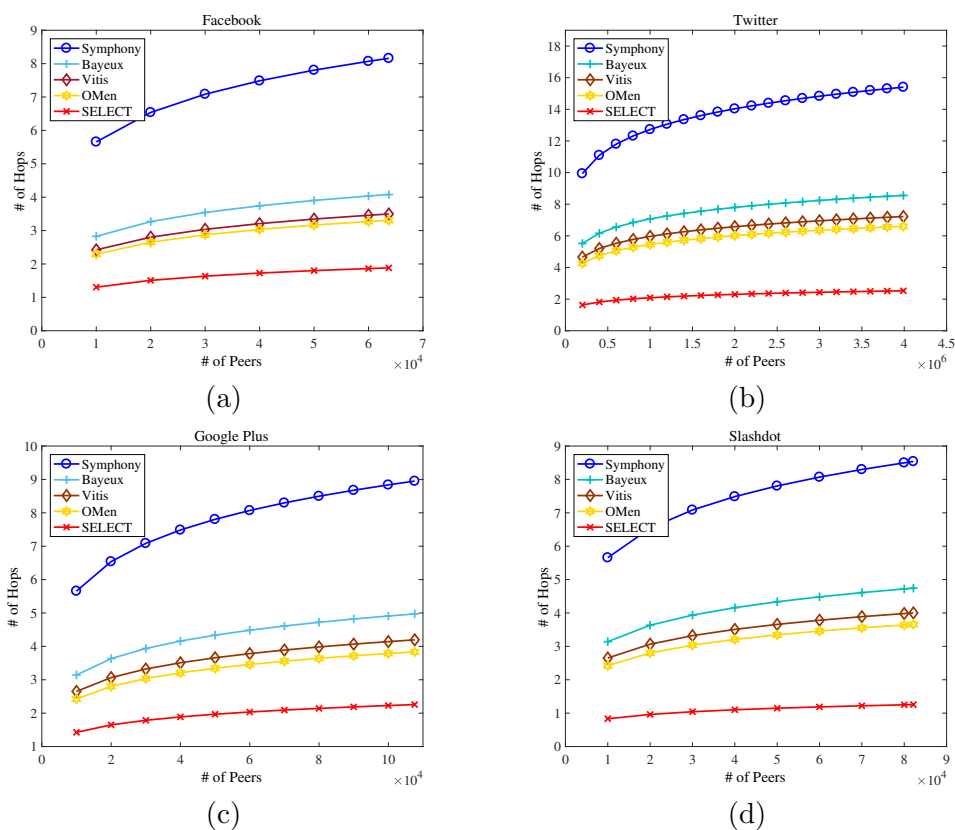 Facebook
9
8
7
6
5
4
3
2
1
0
# of Hops
Symphony
Bayeux
Vitis
OMen
SELECT
0 1 2 3 4 5 6 7
# of Peers
×10^4
(a)
Twitter
18
16
14
12
10
8
6
4
2
0
# of Hops
Symphony
Bayeux
Vitis
OMen
SELECT
0.5 1 1.5 2 2.5 3 3.5 4 4.5
# of Peers
×10^6
(b)
Google Plus
10
9
8
7
6
5
4
3
2
1
# of Hops
Symphony
Bayeux
Vitis
OMen
SELECT
0 2 4 6 8 10
# of Peers
×10^4
(c)
Slashdot
9
8
7
6
5
4
3
2
1
0
# of Hops
Symphony
Bayeux
Vitis
OMen
SELECT
0 1 2 3 4 5 6 7 8 9
# of Peers
×10^4
(d)